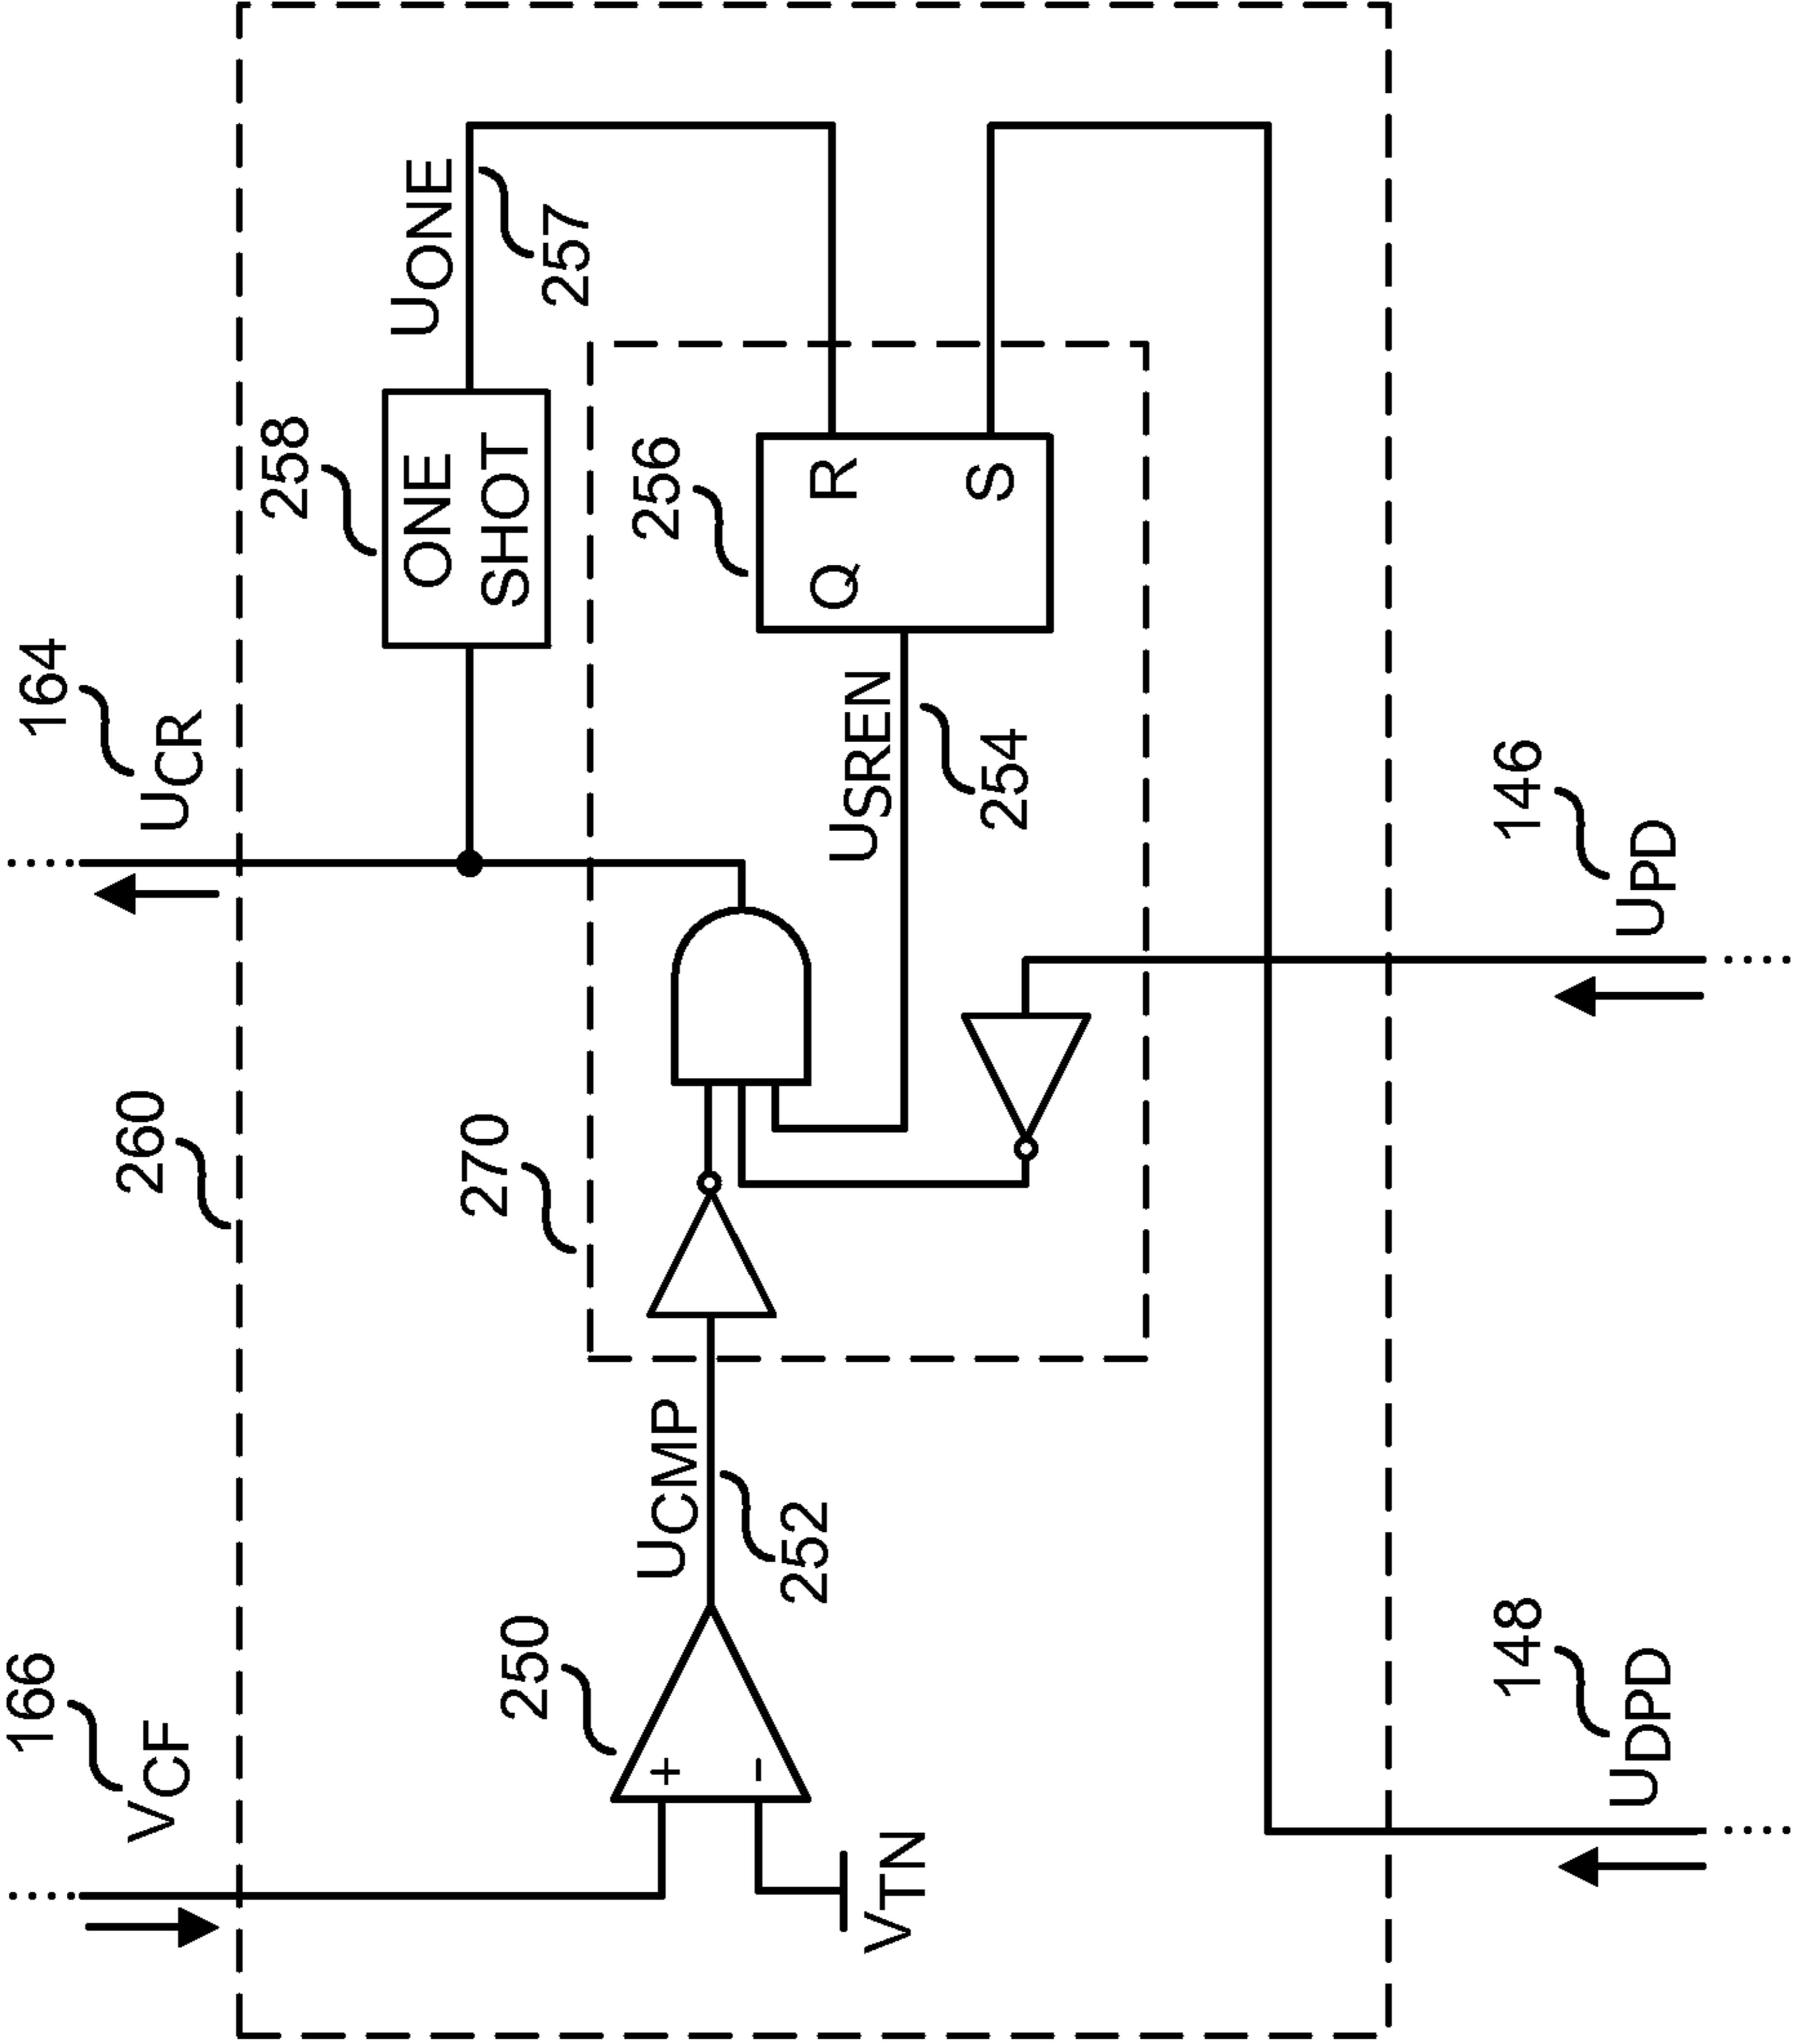 166
VCF
164
UCR
260
258
ONE
SHOT
UONE
257
270
256
Q R
S
USREN
254
250
+
-
UCMP
252
VTN
148
UDPD
146
UPD